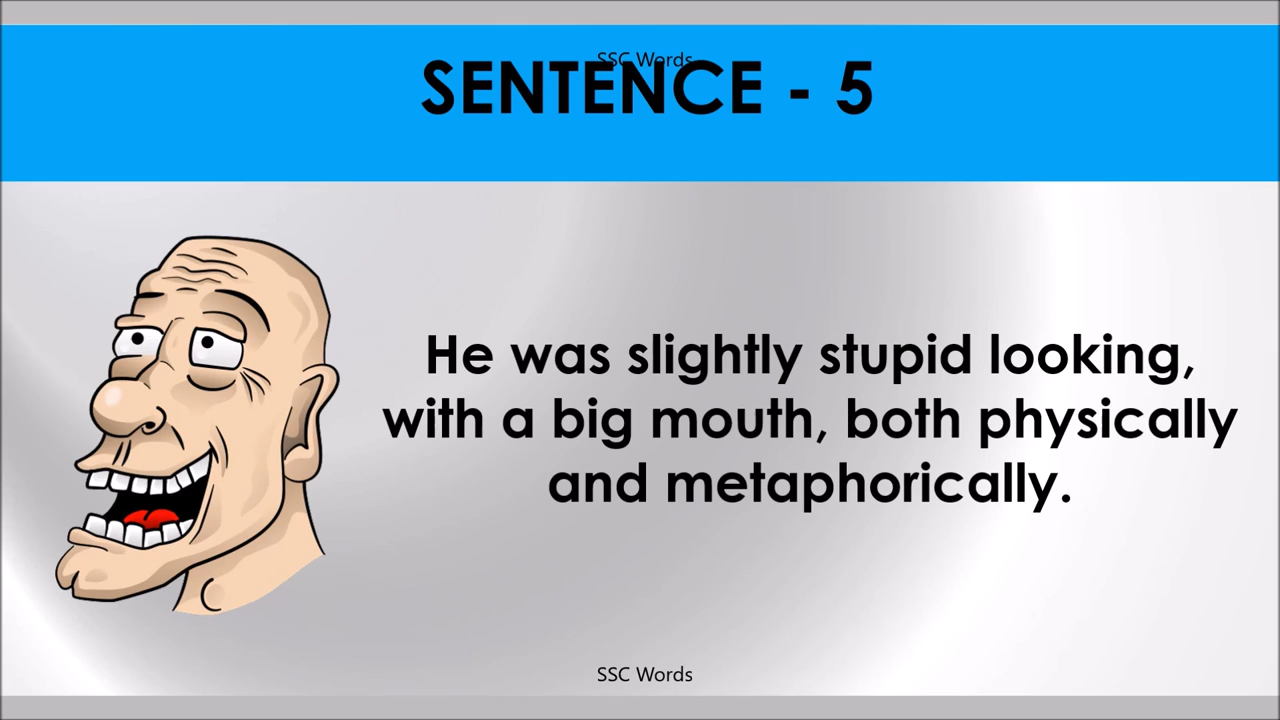 SSC Words
SENTENCE - 5
He was slightly stupid looking,
with a big mouth, both physically
and metaphorically.
SSC Words